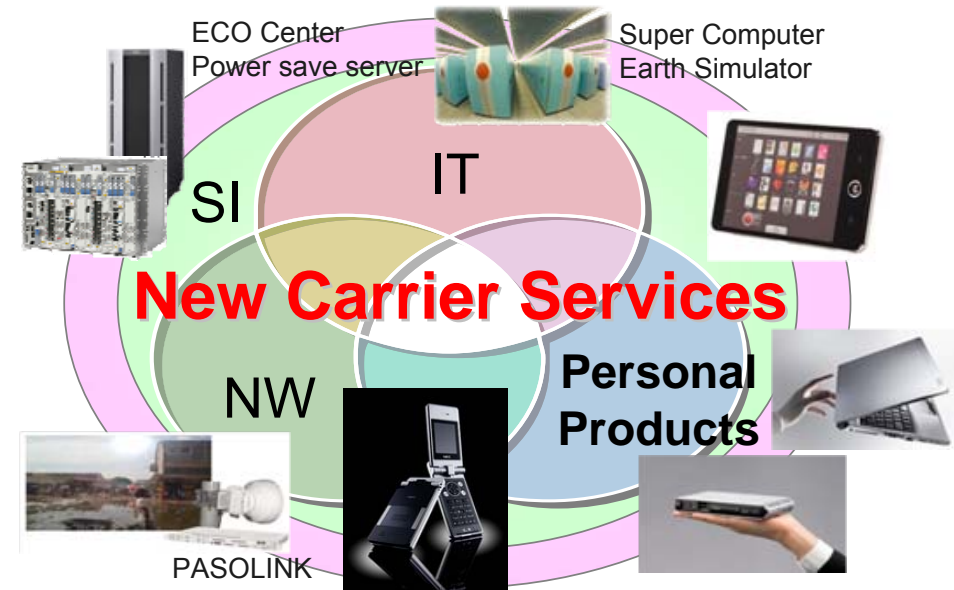 ECO Center
Power save server
Super Computer
Earth Simulator
IT
SI
New Carrier Services
NW
Personal
Products
PASOLINK